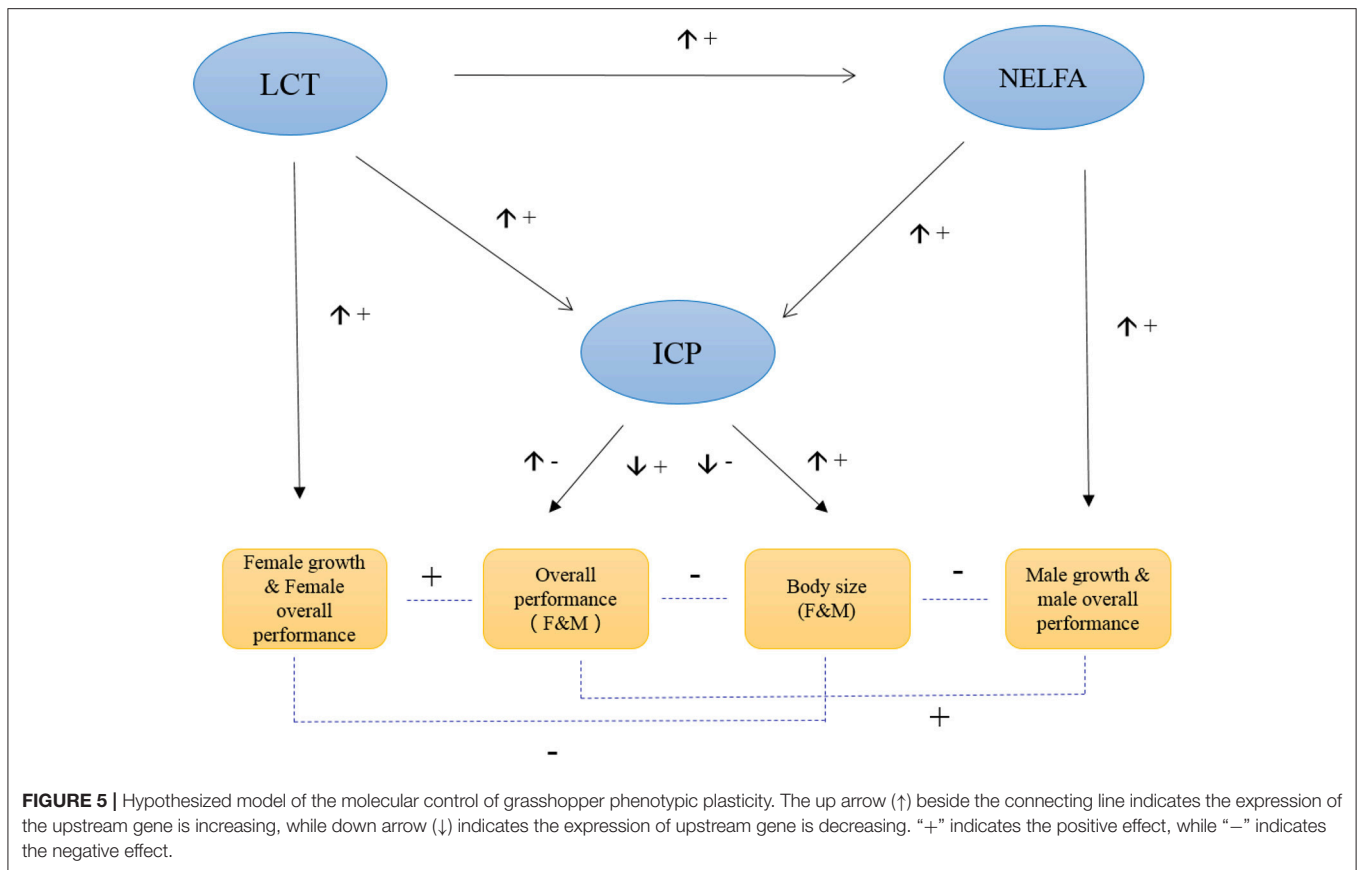 ↑ +
LCT
NELFA
↑ +
↑ +
↑ +
↑ +
ICP
↑ -
↓ +
↓ -
↑ +
Female growth
& Female
overall
performance
+
Overall
performance
( F&M )
-
Body size
(F&M)
-
Male growth &
male overall
performance
+
-
FIGURE 5 | Hypothesized model of the molecular control of grasshopper phenotypic plasticity. The up arrow (↑) beside the connecting line indicates the expression of
the upstream gene is increasing, while down arrow (↓) indicates the expression of upstream gene is decreasing. “+” indicates the positive effect, while “−” indicates
the negative effect.